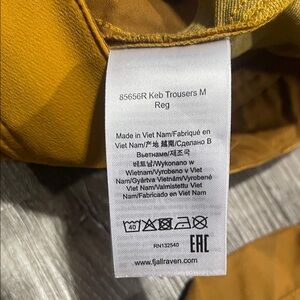 85656R Keb Trousers M
Reg
Made in Viet Nam/Fabriqué en
Viet Nam/产地 越南/Сделано В
Вьетнаме/제조국
베트남/Wykonano w
Wietnam/Vyrobeno v Viet
Nam/Gyártva Vietnám/Vyrobené
Viet Nam/Valmistettu Viet
Nam/Fabricado en Viet Nam
40
RN132540
EAC
www.fjallraven.com